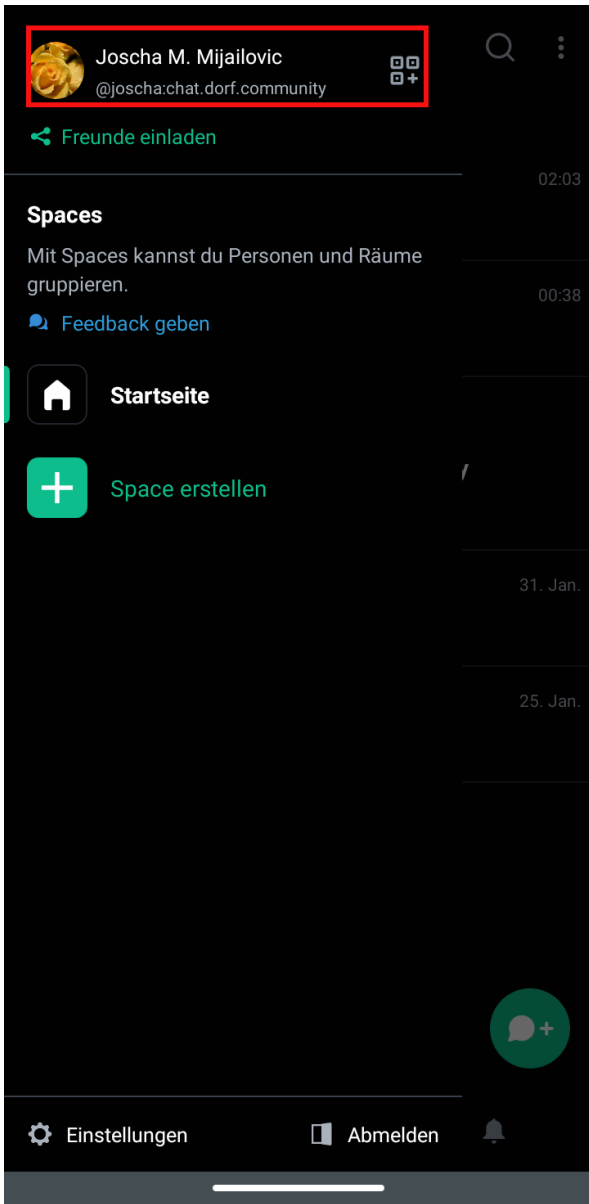 Joscha M. Mijailovic
@joscha:chat.dorf.community
Freunde einladen
02:03
Spaces
Mit Spaces kannst du Personen und Räume
gruppieren.
00:38
Feedback geben
Startseite
Space erstellen
31. Jan.
25. Jan.
Einstellungen
Abmelden